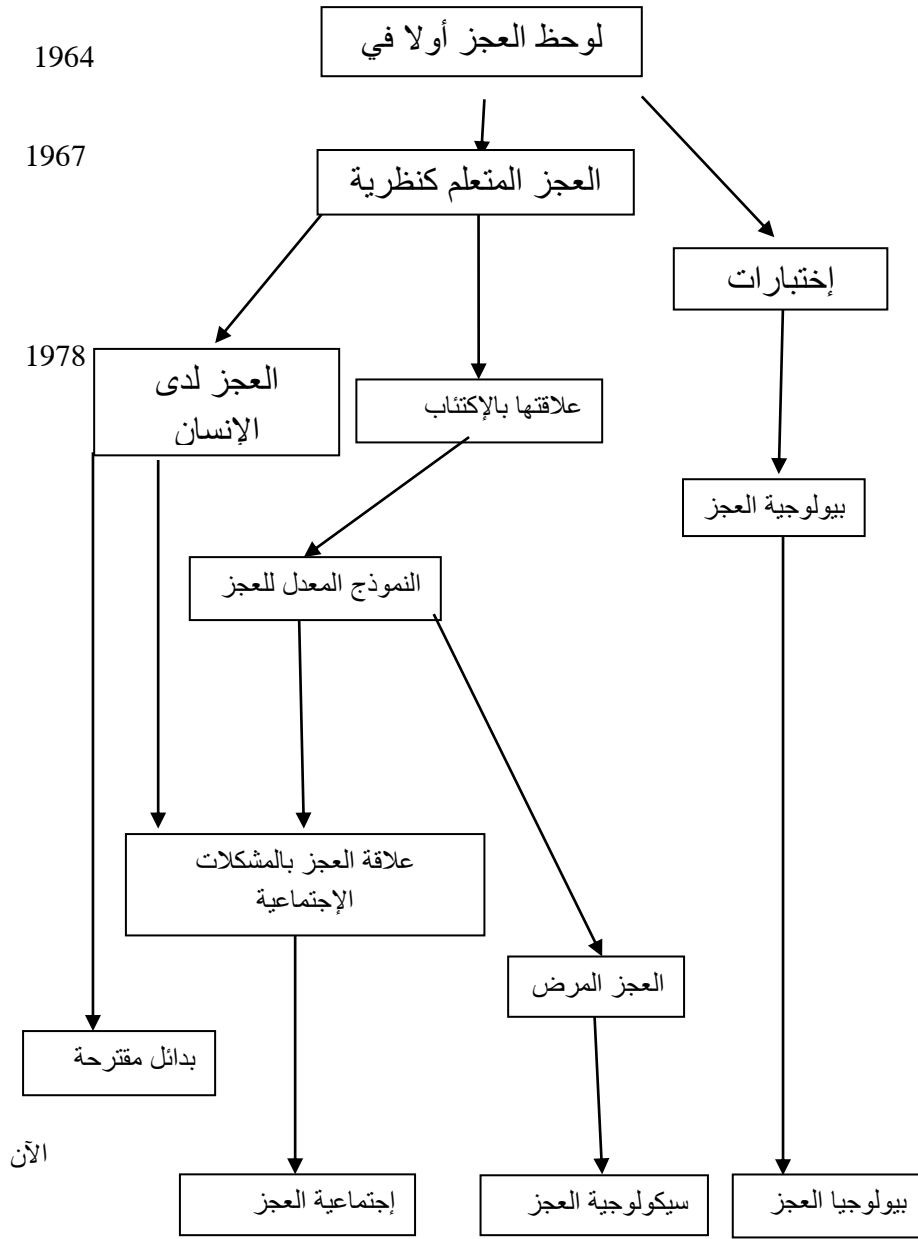 1964
لوحظ العجز أولا في
1967
العجز المتعلم كنظرية
إختبارات
1978
العجز لدى
الإنسان
علاقتها بالإكتئاب
بيولوجية العجز
النموذج المعدل للعجز
علاقة العجز بالمشكلات
الإجتماعية
العجز المرض
بدائل مقترحة
الآن
بيولوجيا العجز
سيكولوجية العجز
إجتماعية العجز